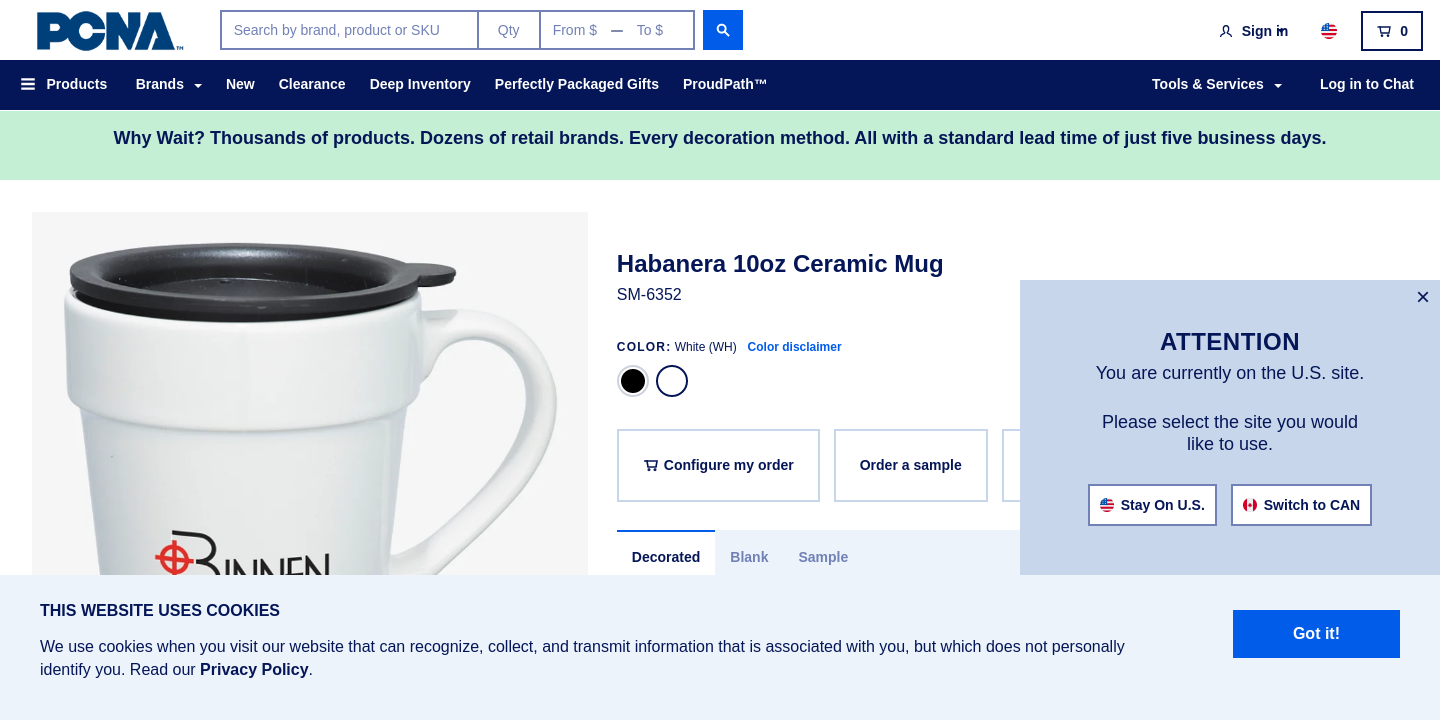 PCNA™
Search by brand, product or SKU
Qty
From $ — To $
Sign in
0
Products
Brands
New
Clearance
Deep Inventory
Perfectly Packaged Gifts
ProudPath™
Tools & Services
Log in to Chat
Why Wait? Thousands of products. Dozens of retail brands. Every decoration method. All with a standard lead time of just five business days.
Habanera 10oz Ceramic Mug
SM-6352
COLOR: White (WH) Color disclaimer
Configure my order
Order a sample
Decorated
Blank
Sample
BINNEN
×
ATTENTION
You are currently on the U.S. site.
Please select the site you would
like to use.
Stay On U.S.
Switch to CAN
THIS WEBSITE USES COOKIES
We use cookies when you visit our website that can recognize, collect, and transmit information that is associated with you, but which does not personally
identify you. Read our Privacy Policy.
Got it!